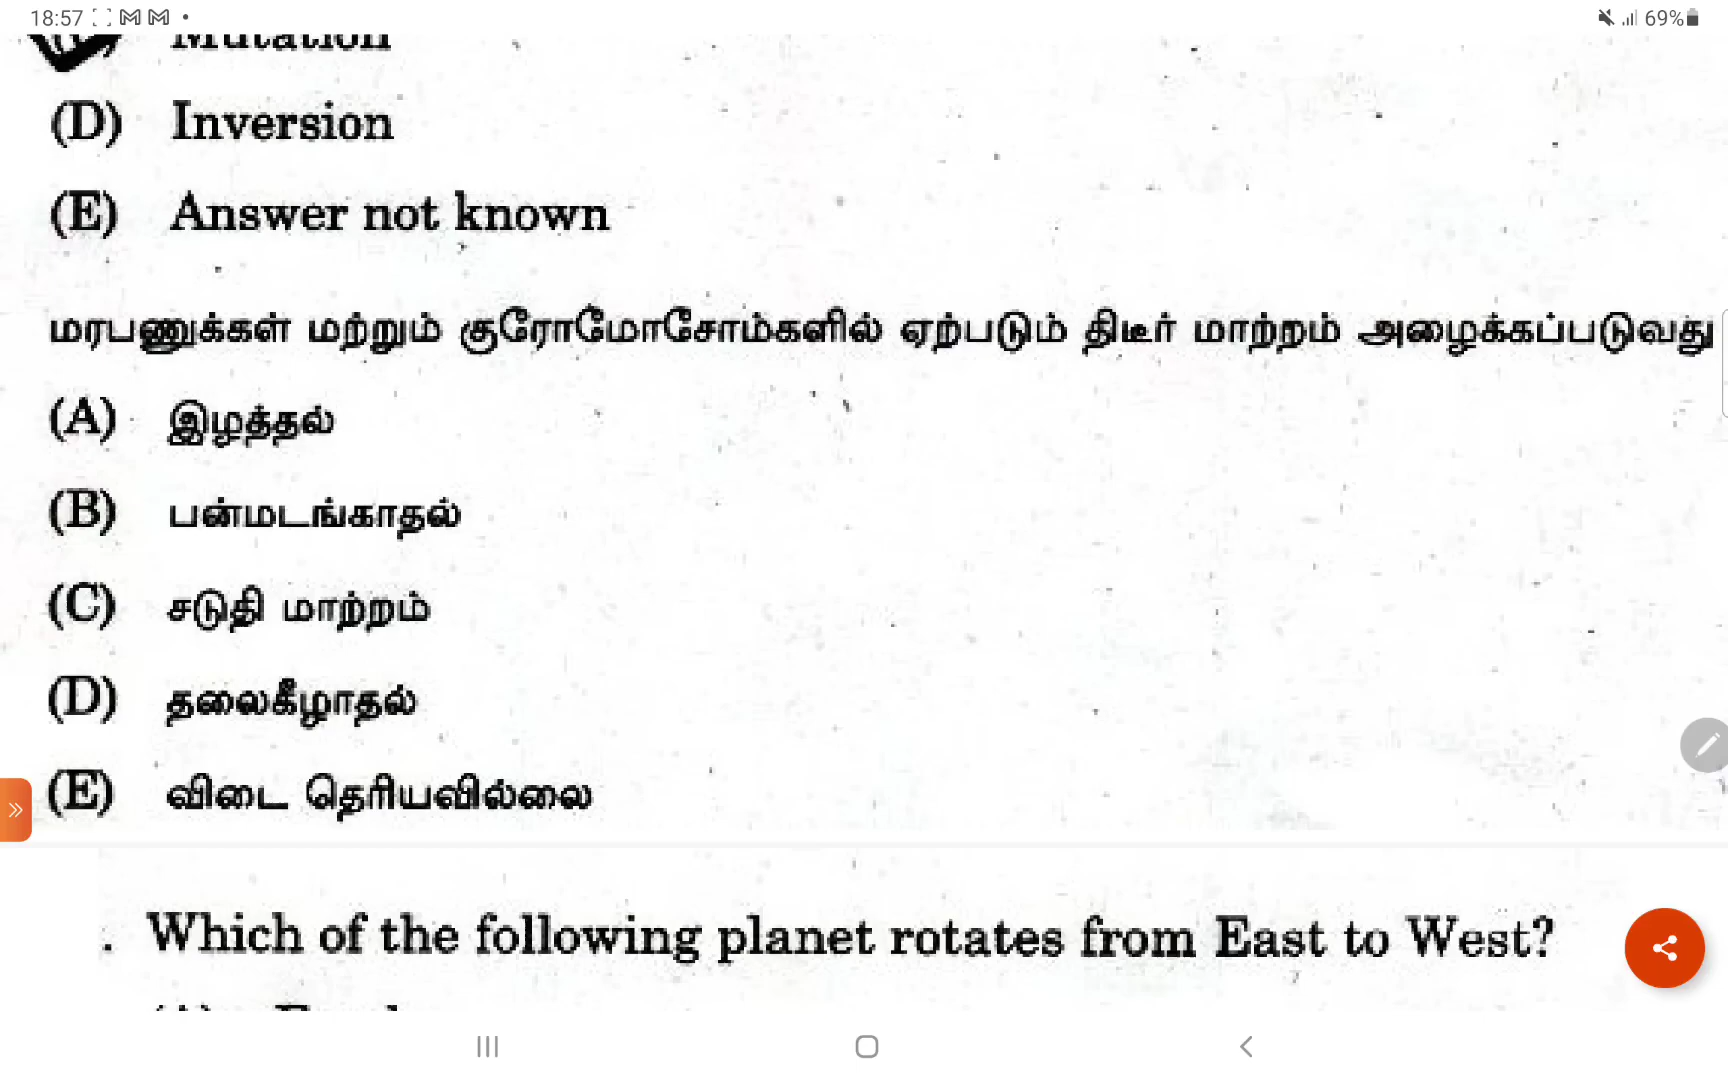 18:57
69%
Mutation
(D) Inversion
(E) Answer not known
மரபணுக்கள் மற்றும் குரோமோசோம்களில் ஏற்படும் திடீர் மாற்றம் அழைக்கப்படுவது
(A) இழத்தல்
(B) பன்மடங்காதல்
(C) சடுதி மாற்றம்
(D) தலைகீழாதல்
(E) விடை தெரியவில்லை
. Which of the following planet rotates from East to West?